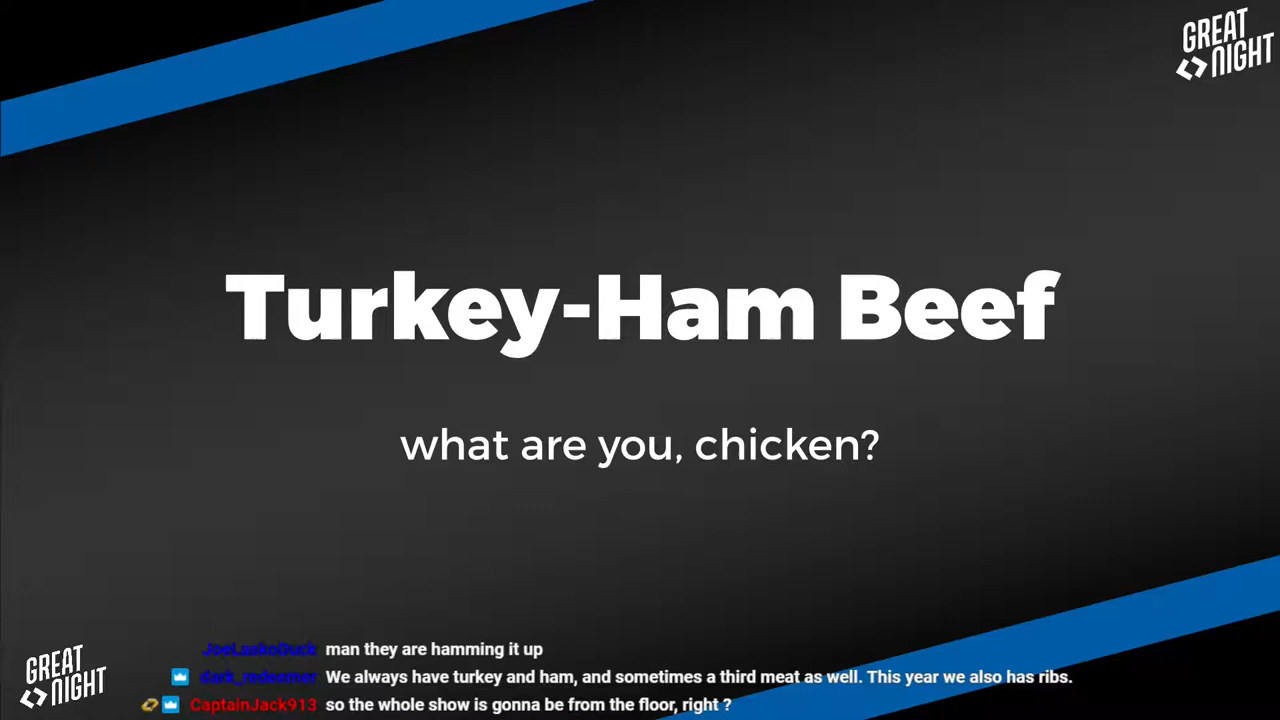 GREAT
NIGHT
Turkey-Ham Beef
what are you, chicken?
GREAT
NIGHT
JoeLaakoDuck man they are hamming it up
dark_redeemer We always have turkey and ham, and sometimes a third meat as well. This year we also has ribs.
CaptainJack913 so the whole show is gonna be from the floor, right ?